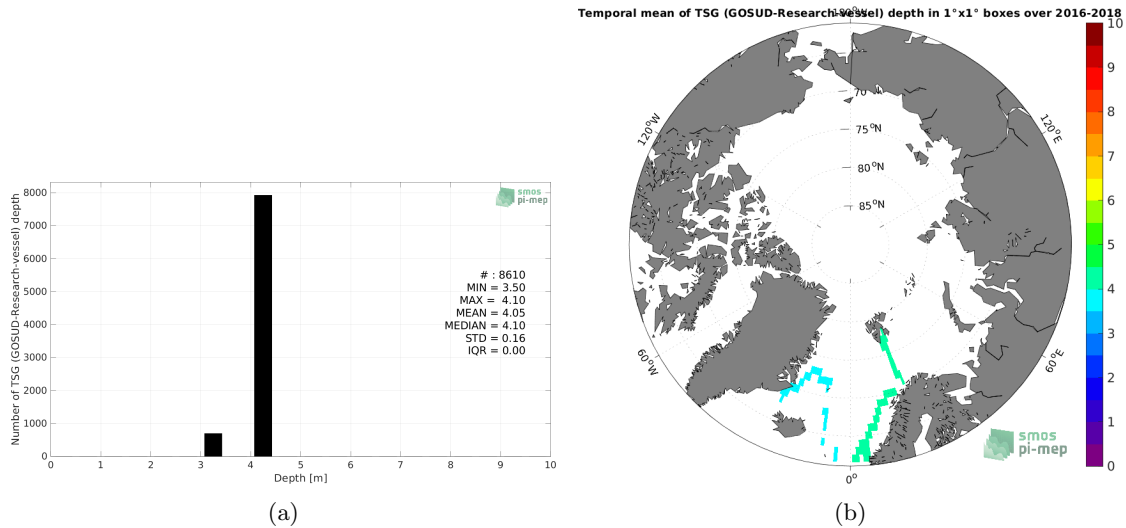 Temporal mean of TSG (GOSUD-Research-vessel) depth in 1°x1° boxes over 2016-2018
Number of TSG (GOSUD-Research-vessel) depth
8000
7000
6000
5000
4000
3000
2000
1000
0
smos
pi-mep
# : 8610
MIN = 3.50
MAX = 4.10
MEAN = 4.05
MEDIAN = 4.10
STD = 0.16
IQR = 0.00
0 1 2 3 4 5 6 7 8 9 10
Depth [m]
(a)
180°W
120°W
120°E
70
75°N
80°N
85°N
60°W
60°E
0°
smos
pi-mep
10
9
8
7
6
5
4
3
2
1
0
(b)